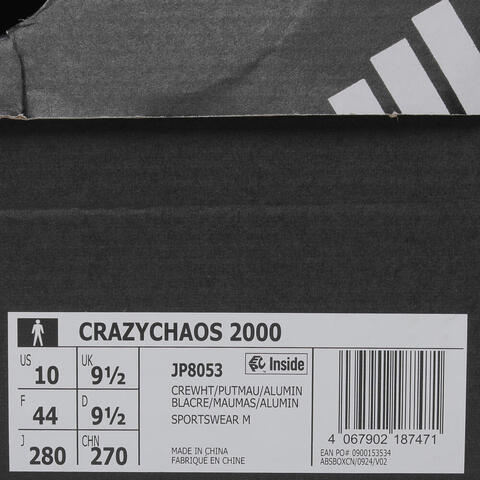 CRAZYCHAOS 2000
US 10 UK 9½
F 44 D 9½
J 280 CHN 270
JP8053 Inside
CREWHT/PUTMAU/ALUMIN
BLACRE/MAUMAS/ALUMIN
SPORTSWEAR M
MADE IN CHINA
FABRIQUÉ EN CHINE
4 067902 187471
EAN PO# 0900153534
ABSBOXCN/0924/V02